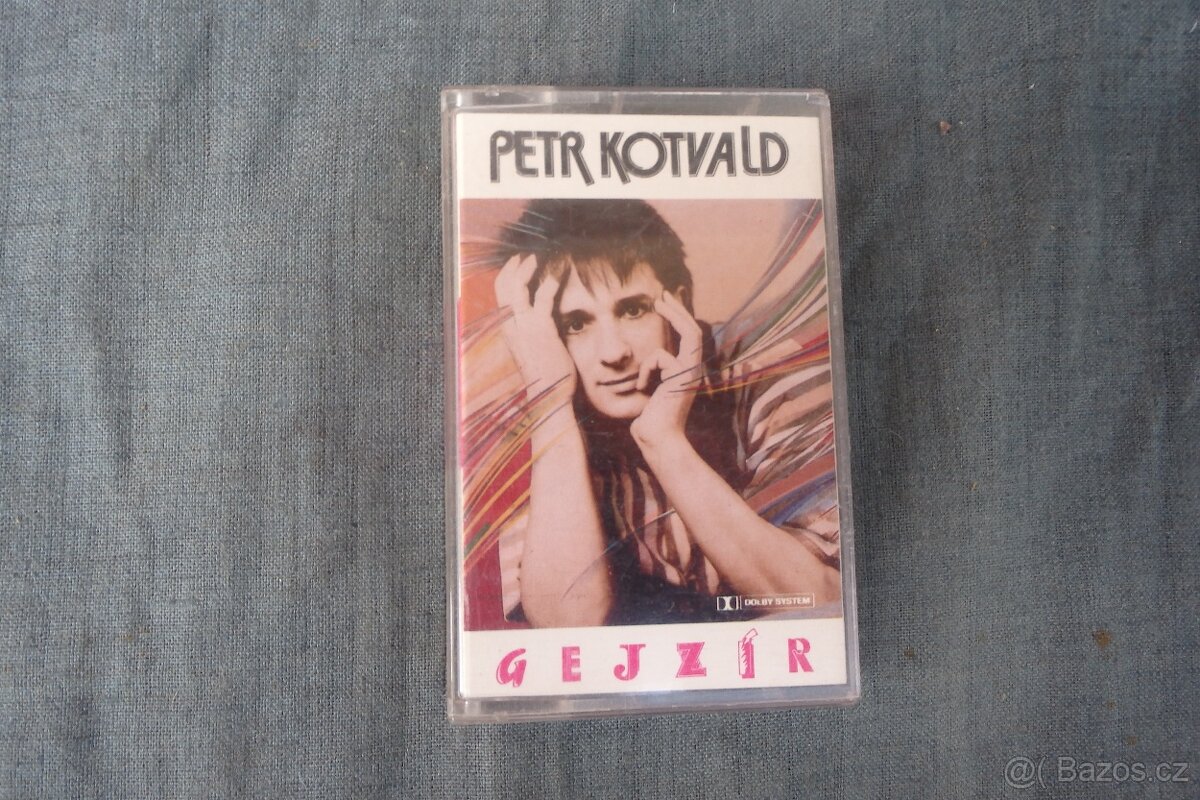 PETR KOTVALD
DOLBY SYSTEM
GEJZÍR
@( Bazos.cz